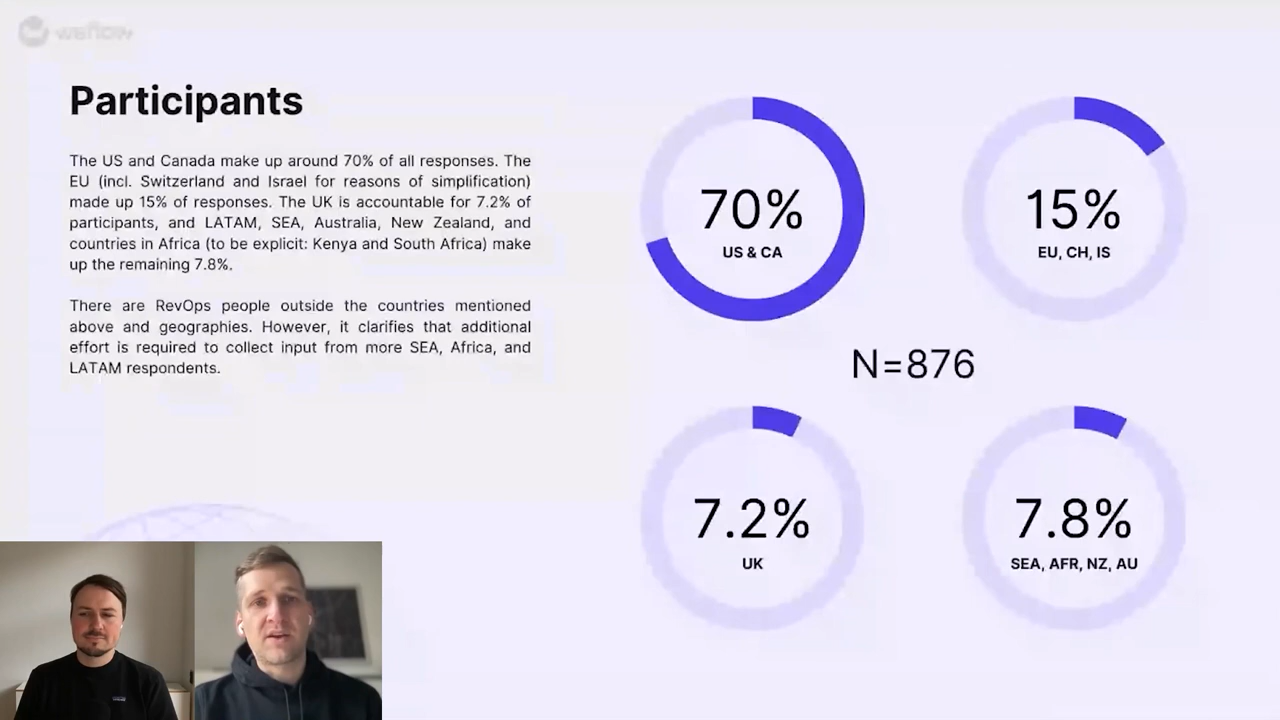 weflow
Participants
The US and Canada make up around 70% of all responses. The
EU (incl. Switzerland and Israel for reasons of simplification)
made up 15% of responses. The UK is accountable for 7.2% of
participants, and LATAM, SEA, Australia, New Zealand, and
countries in Africa (to be explicit: Kenya and South Africa) make
up the remaining 7.8%.
There are RevOps people outside the countries mentioned
above and geographies. However, it clarifies that additional
effort is required to collect input from more SEA, Africa, and
LATAM respondents.
70%
US & CA
15%
EU, CH, IS
N=876
7.2%
UK
7.8%
SEA, AFR, NZ, AU